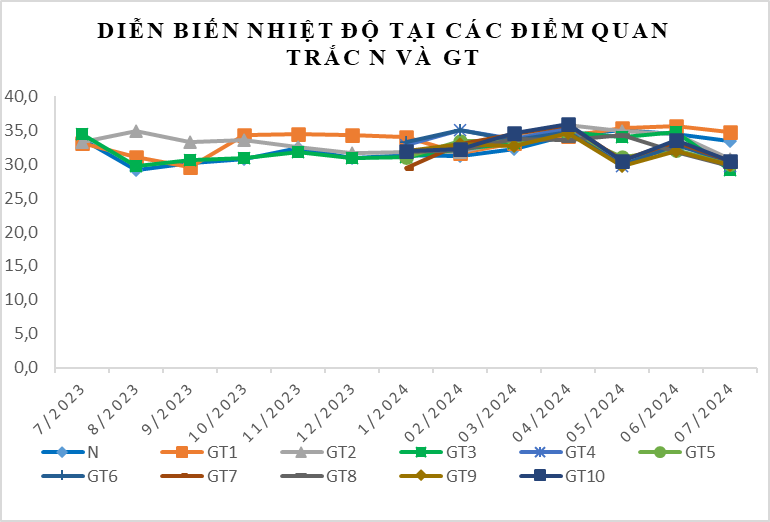 DIỄN BIẾN NHIỆT ĐỘ TẠI CÁC ĐIỂM QUAN
TRẮC N VÀ GT
40,0
35,0
30,0
25,0
20,0
15,0
10,0
5,0
0,0
7/2023 8/2023 9/2023 10/2023 11/2023 12/2023 1/2024 02/2024 03/2024 04/2024 05/2024 06/2024 07/2024
N GT1 GT2 GT3 GT4 GT5
GT6 GT7 GT8 GT9 GT10